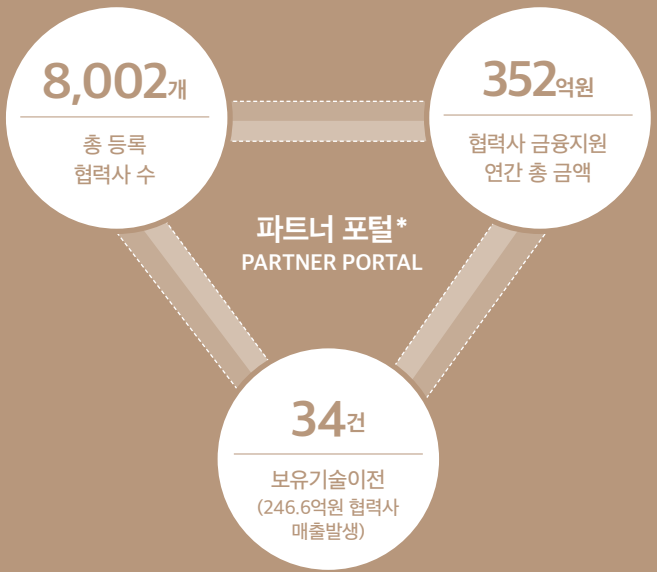 8,002개
총 등록
협력사 수
352억원
협력사 금융지원
연간 총 금액
파트너 포털*
PARTNER PORTAL
34건
보유기술이전
(246.6억원 협력사
매출발생)